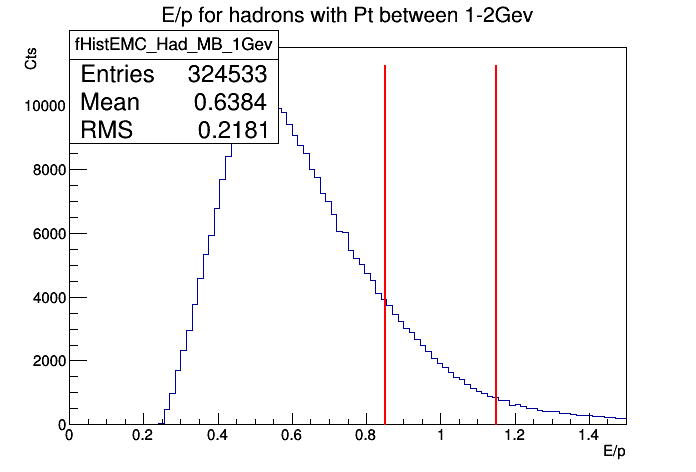 E/p for hadrons with Pt between 1-2Gev
fHistEMC_Had_MB_1Gev
Entries 324533
Mean 0.6384
RMS 0.2181
Cts
10000
8000
6000
4000
2000
0
0 0.2 0.4 0.6 0.8 1 1.2 1.4
E/p